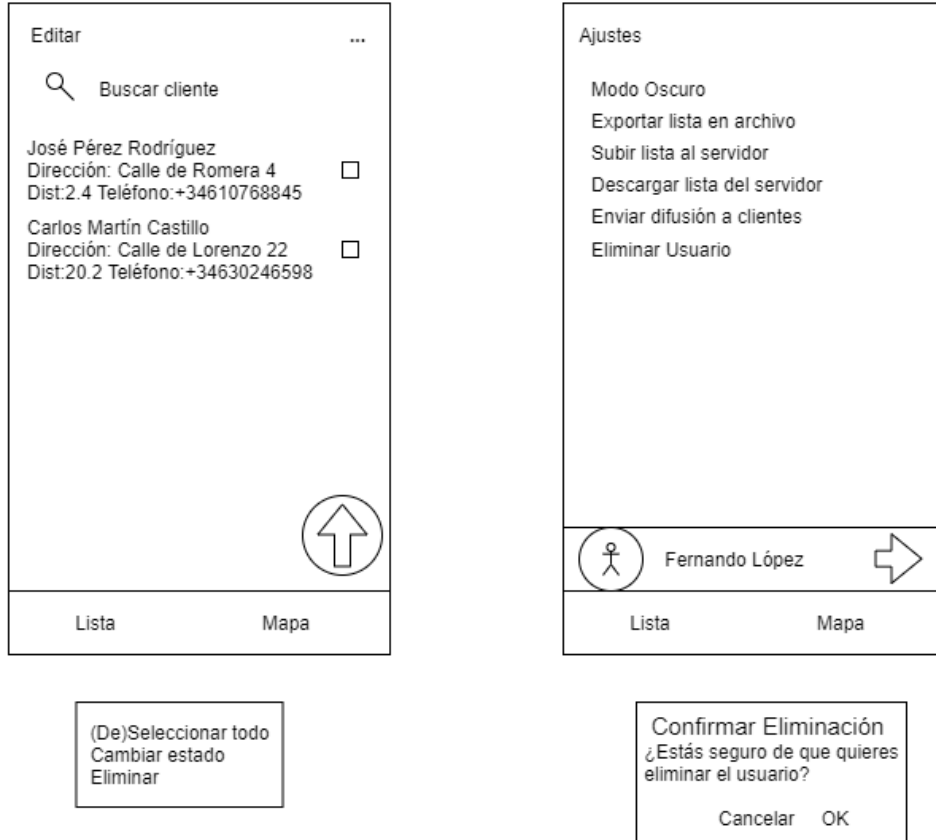 Editar
...
Buscar cliente
José Pérez Rodríguez
Dirección: Calle de Romera 4
Dist:2.4 Teléfono:+34610768845
Carlos Martín Castillo
Dirección: Calle de Lorenzo 22
Dist:20.2 Teléfono:+34630246598
Lista
Mapa
(De)Seleccionar todo
Cambiar estado
Eliminar
Ajustes
Modo Oscuro
Exportar lista en archivo
Subir lista al servidor
Descargar lista del servidor
Enviar difusión a clientes
Eliminar Usuario
Fernando López
Lista
Mapa
Confirmar Eliminación
¿Estás seguro de que quieres
eliminar el usuario?
Cancelar OK